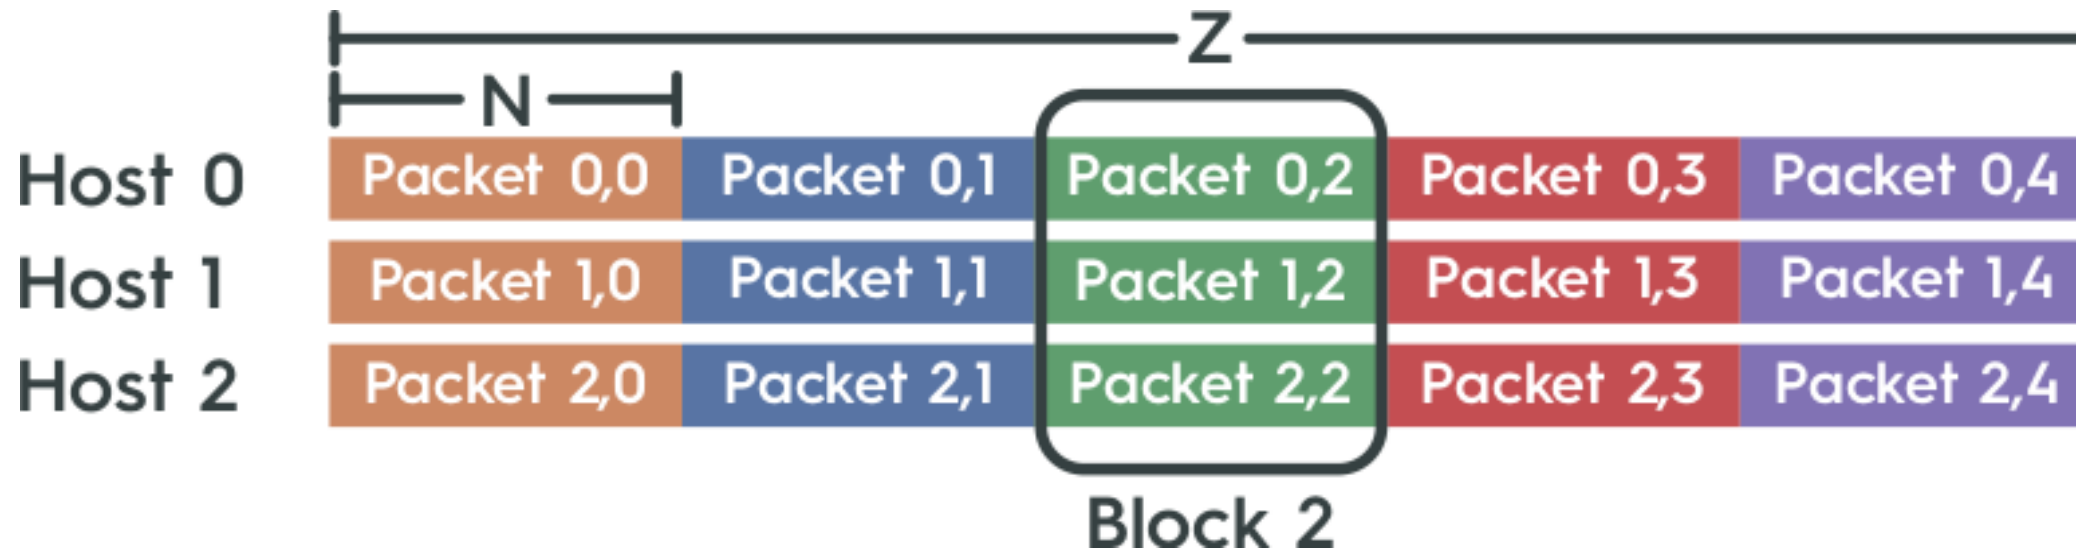 Z
N
Host 0 Packet 0,0 Packet 0,1 Packet 0,2 Packet 0,3 Packet 0,4
Host 1 Packet 1,0 Packet 1,1 Packet 1,2 Packet 1,3 Packet 1,4
Host 2 Packet 2,0 Packet 2,1 Packet 2,2 Packet 2,3 Packet 2,4
Block 2